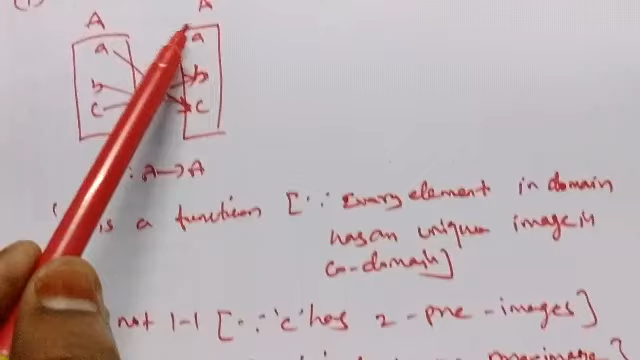 (1)
A A
a a
b b
c c
: A→A
is a function [∵ Every element in domain
has an unique image in
co-domain]
not 1-1 [∵ 'c' has 2-pre-images]